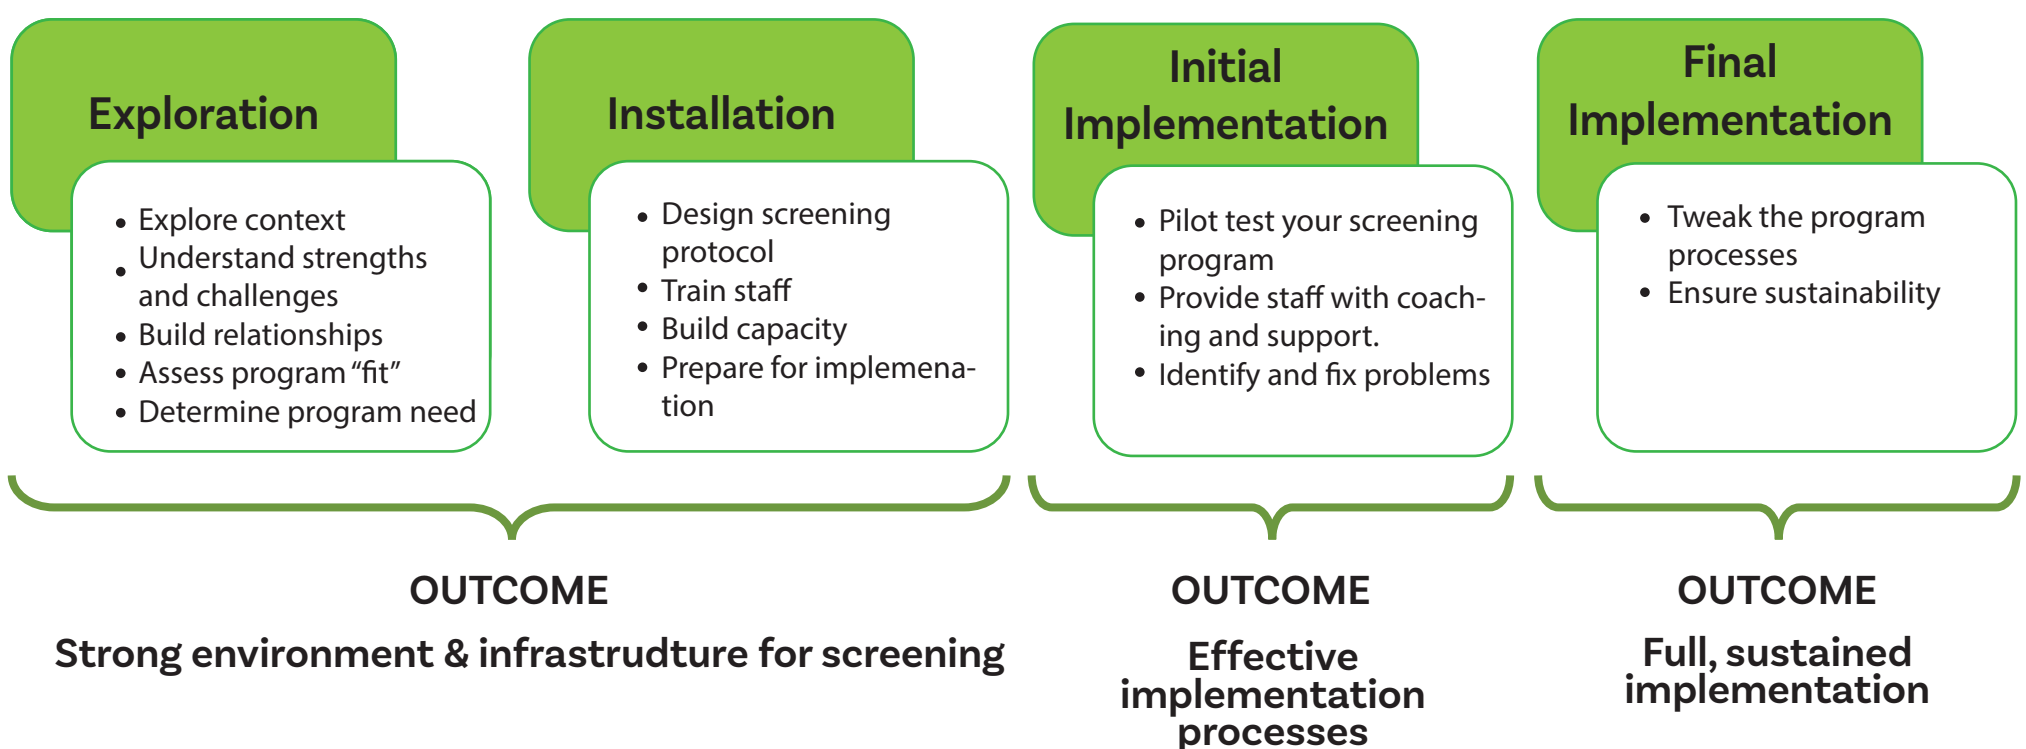 Exploration
• Explore context
• Understand strengths
and challenges
• Build relationships
• Assess program “fit”
• Determine program need
Installation
• Design screening
protocol
• Train staff
• Build capacity
• Prepare for implemena-
tion
Initial
Implementation
• Pilot test your screening
program
• Provide staff with coach-
ing and support.
• Identify and fix problems
Final
Implementation
• Tweak the program
processes
• Ensure sustainability
OUTCOME
Strong environment & infrastrudture for screening
OUTCOME
Effective
implementation
processes
OUTCOME
Full, sustained
implementation